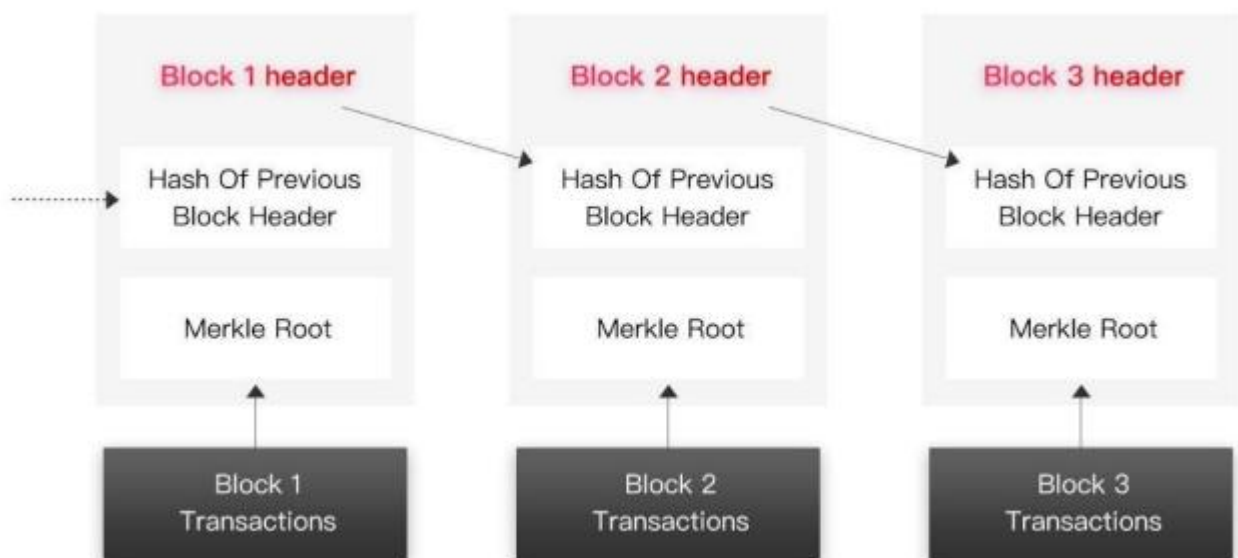 Block 1 header
Hash Of Previous
Block Header
Merkle Root
Block 1
Transactions
Block 2 header
Hash Of Previous
Block Header
Merkle Root
Block 2
Transactions
Block 3 header
Hash Of Previous
Block Header
Merkle Root
Block 3
Transactions